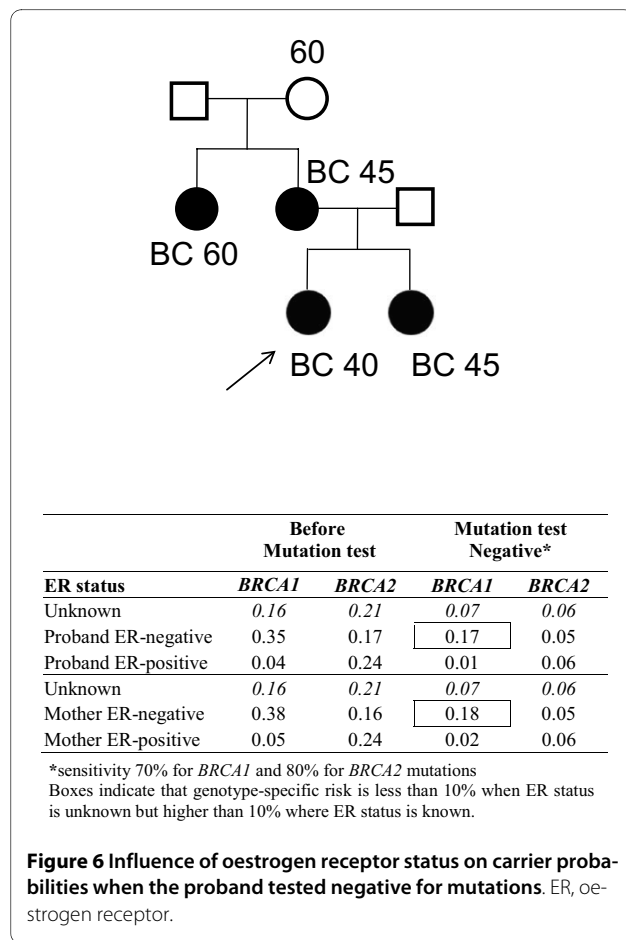 60
BC 45
BC 60
BC 40 BC 45
Before Mutation test Mutation test Negative*
ER status BRCA1 BRCA2 BRCA1 BRCA2
Unknown 0.16 0.21 0.07 0.06
Proband ER-negative 0.35 0.17 0.17 0.05
Proband ER-positive 0.04 0.24 0.01 0.06
Unknown 0.16 0.21 0.07 0.06
Mother ER-negative 0.38 0.16 0.18 0.05
Mother ER-positive 0.05 0.24 0.02 0.06
*sensitivity 70% for BRCA1 and 80% for BRCA2 mutations
Boxes indicate that genotype-specific risk is less than 10% when ER status
is unknown but higher than 10% where ER status is known.
Figure 6 Influence of oestrogen receptor status on carrier proba-
bilities when the proband tested negative for mutations. ER, oe-
strogen receptor.